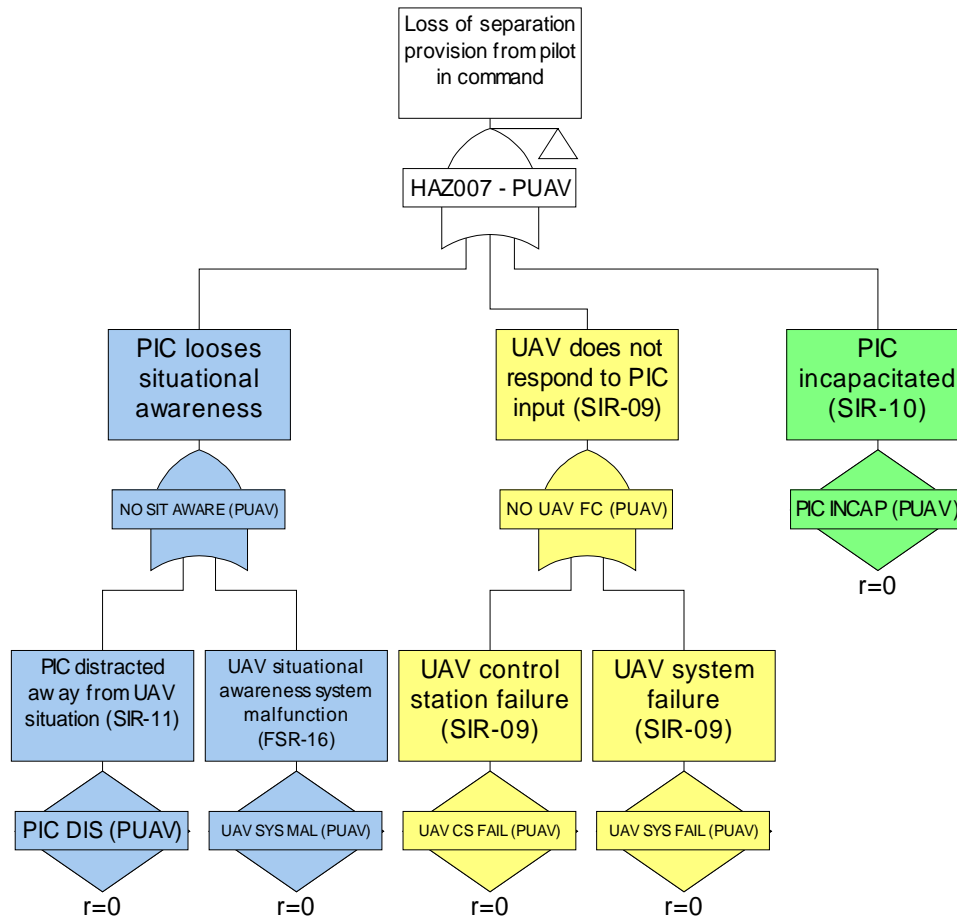 Loss of separation
provision from pilot
in command
HAZ007 - PUAV
PIC looses
situational
awareness
UAV does not
respond to PIC
input (SIR-09)
PIC
incapacitated
(SIR-10)
NO SIT AWARE (PUAV)
NO UAV FC (PUAV)
PIC INCAP (PUAV)
r=0
PIC distracted
away from UAV
situation (SIR-11)
UAV situational
awareness system
malfunction
(FSR-16)
UAV control
station failure
(SIR-09)
UAV system
failure
(SIR-09)
PIC DIS (PUAV)
UAV SYS MAL (PUAV)
UAV CS FAIL (PUAV)
UAV SYS FAIL (PUAV)
r=0
r=0
r=0
r=0